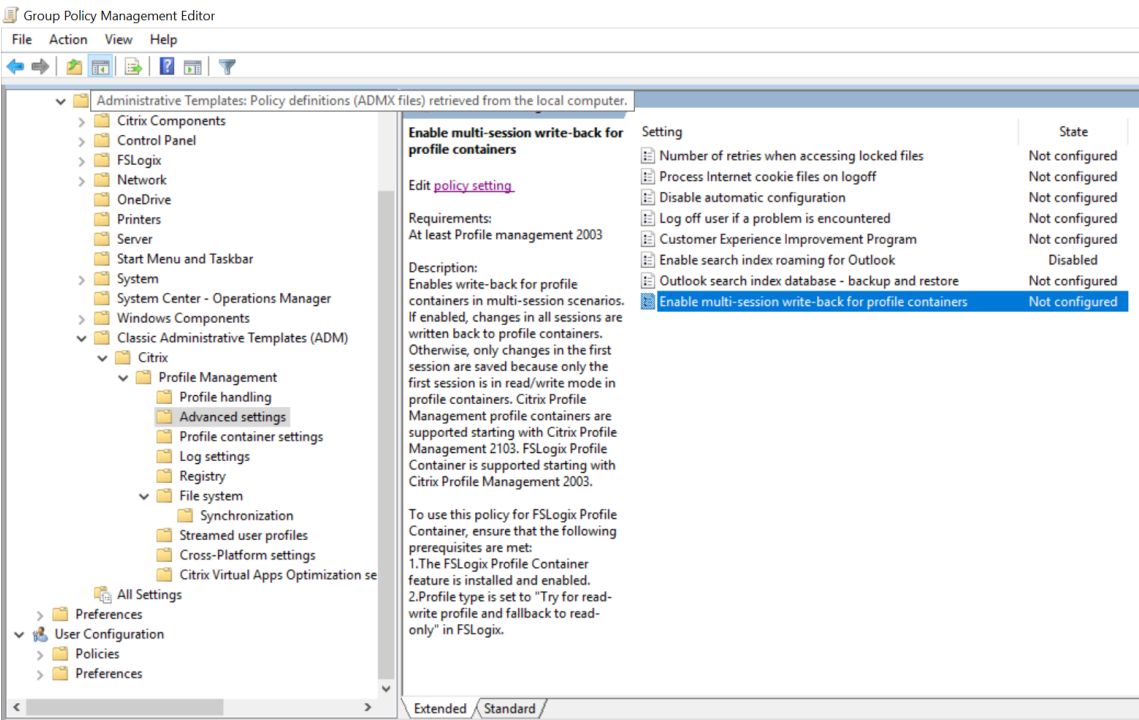 Group Policy Management Editor
File Action View Help
Administrative Templates: Policy definitions (ADMX files) retrieved from the local computer.
Citrix Components
Control Panel
FSLogix
Network
OneDrive
Printers
Server
Start Menu and Taskbar
System
System Center - Operations Manager
Windows Components
Classic Administrative Templates (ADM)
Citrix
Profile Management
Profile handling
Advanced settings
Profile container settings
Log settings
Registry
File system
Synchronization
Streamed user profiles
Cross-Platform settings
Citrix Virtual Apps Optimization se
All Settings
Preferences
User Configuration
Policies
Preferences
Enable multi-session write-back for
profile containers
Edit policy setting
Requirements:
At least Profile management 2003
Description:
Enables write-back for profile
containers in multi-session scenarios.
If enabled, changes in all sessions are
written back to profile containers.
Otherwise, only changes in the first
session are saved because only the
first session is in read/write mode in
profile containers. Citrix Profile
Management profile containers are
supported starting with Citrix Profile
Management 2103. FSLogix Profile
Container is supported starting with
Citrix Profile Management 2003.
To use this policy for FSLogix Profile
Container, ensure that the following
prerequisites are met:
1.The FSLogix Profile Container
feature is installed and enabled.
2.Profile type is set to "Try for read-
write profile and fallback to read-
only" in FSLogix.
Setting State
Number of retries when accessing locked files Not configured
Process Internet cookie files on logoff Not configured
Disable automatic configuration Not configured
Log off user if a problem is encountered Not configured
Customer Experience Improvement Program Not configured
Enable search index roaming for Outlook Disabled
Outlook search index database - backup and restore Not configured
Enable multi-session write-back for profile containers Not configured
Extended Standard